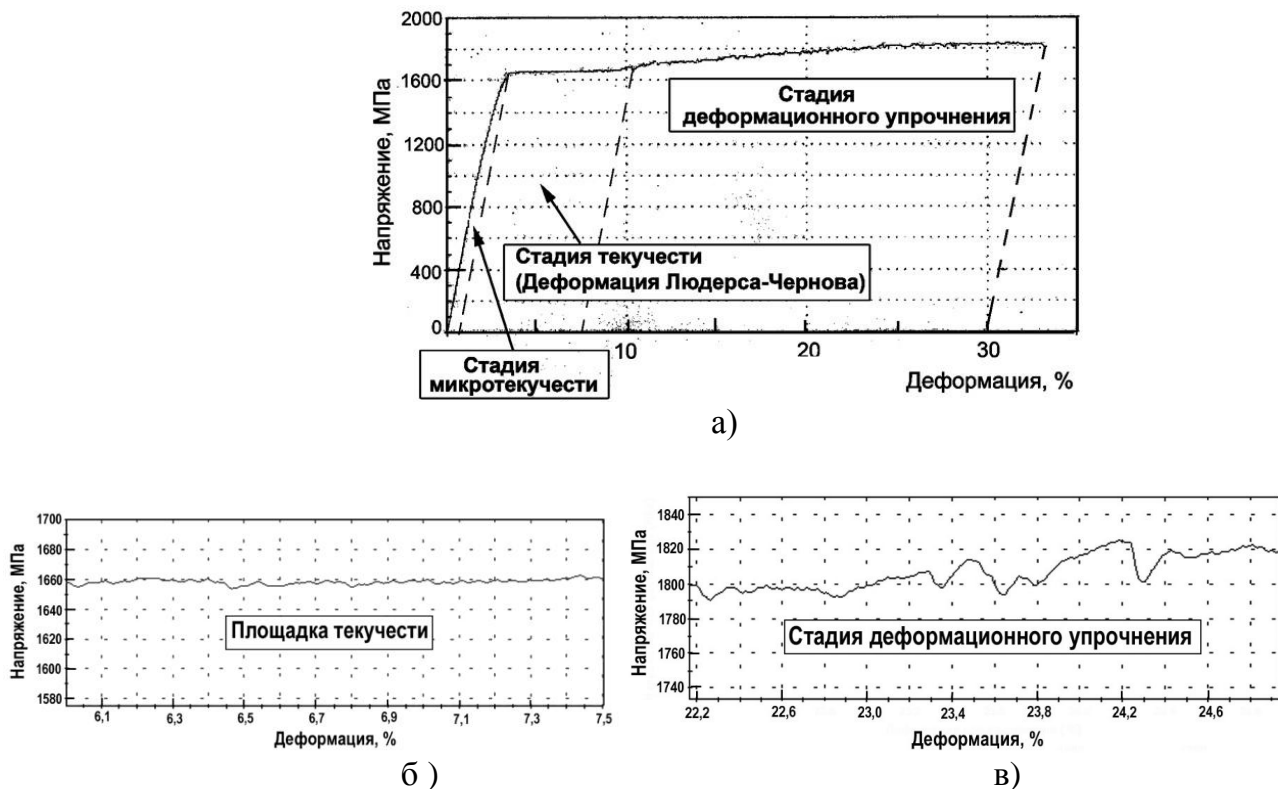 2000
1600
1200
800
400
0
Напряжение, МПа
Стадия
деформационного упрочнения
Стадия текучести
(Деформация Людерса-Чернова)
Стадия
микротекучести
10
20
30
Деформация, %
а)
1700
1680
1660
1640
1620
1600
1580
Напряжение, МПа
Площадка текучести
6,1
6,3
6,5
6,7
6,9
7,1
7,3
7,5
Деформация, %
б )
1840
1820
1800
1780
1760
1740
Напряжение, МПа
Стадия деформационного упрочнения
22,2
22,6
23,0
23,4
23,8
24,2
24,6
Деформация, %
в)